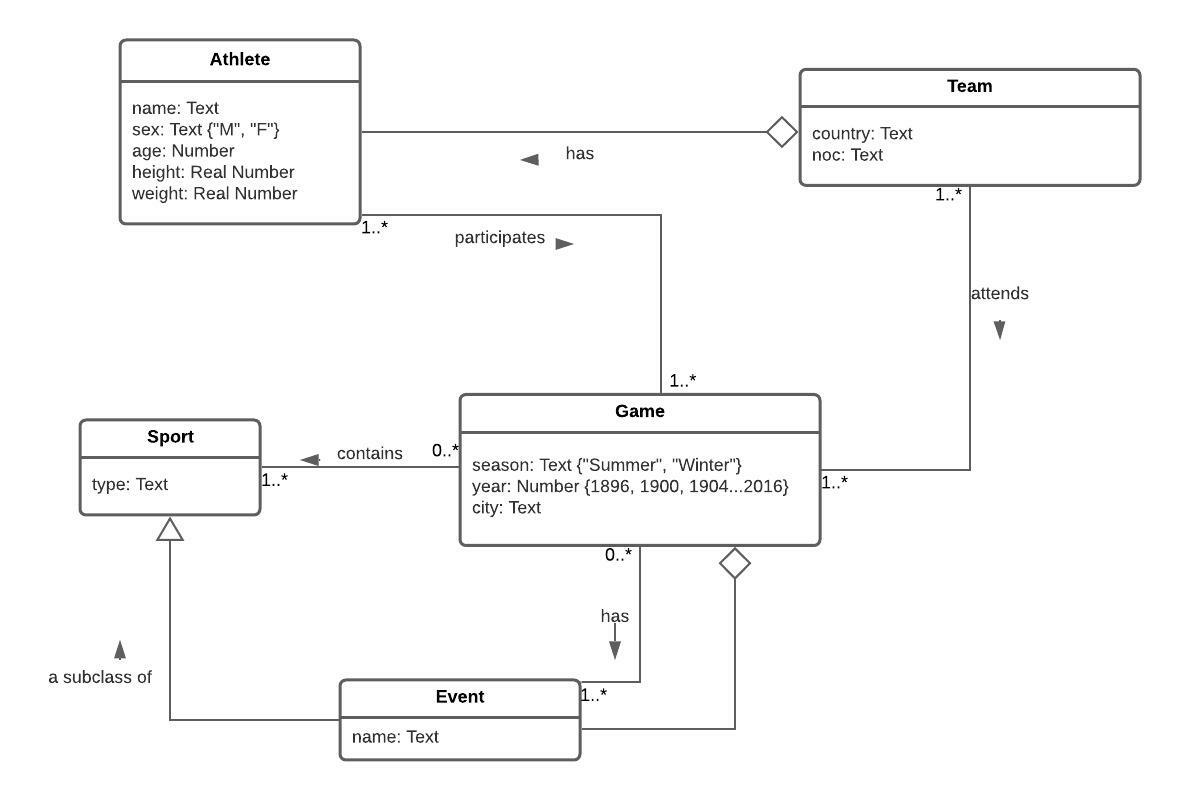 Athlete
name: Text
sex: Text {"M", "F"}
age: Number
height: Real Number
weight: Real Number
Team
country: Text
noc: Text
has
1..*
1..*
participates
attends
1..*
Game
season: Text {"Summer", "Winter"}
year: Number {1896, 1900, 1904...2016}
city: Text
Sport
type: Text
contains
0..*
1..*
1..*
0..*
has
a subclass of
1..*
Event
name: Text